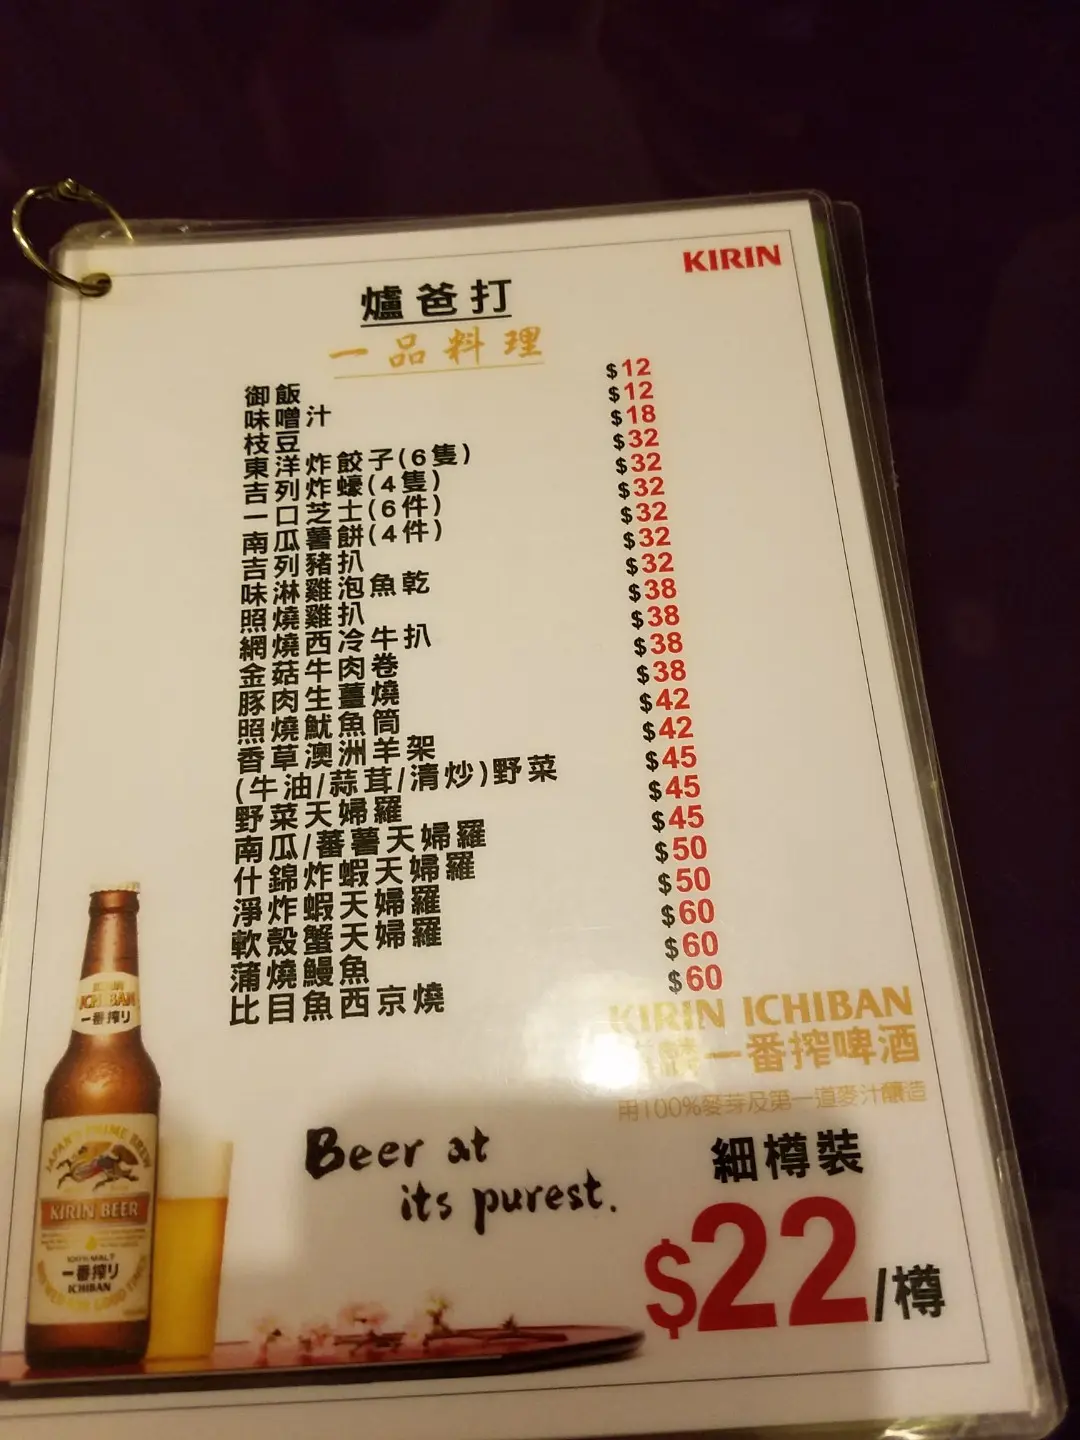 KIRIN
爐爸打
一品料理
御飯 $12
味噌汁 $12
枝豆 $18
東洋炸餃子(6隻) $32
吉列炸蠔(4隻) $32
一口芝士(6件) $32
南瓜薯餅(4件) $32
吉列豬扒 $32
味淋雞泡魚乾 $32
照燒雞扒 $38
網燒西冷牛扒 $38
金菇牛肉卷 $38
豚肉生薑燒 $38
照燒魷魚筒 $42
香草澳洲羊架 $42
(牛油/蒜茸/清炒)野菜 $45
野菜天婦羅 $45
南瓜/蕃薯天婦羅 $45
什錦炸蝦天婦羅 $50
淨炸蝦天婦羅 $50
軟殼蟹天婦羅 $60
蒲燒鰻魚 $60
比目魚西京燒 $60
KIRIN ICHIBAN
一番搾啤酒
用100%麥芽及第一道麥汁釀造
Beer at
its purest.
細樽裝
$22/樽
KIRIN
ICHIBAN
一番搾り
JAPAN'S PRIME BREW
KIRIN BEER
100% MALT
一番搾り
ICHIBAN